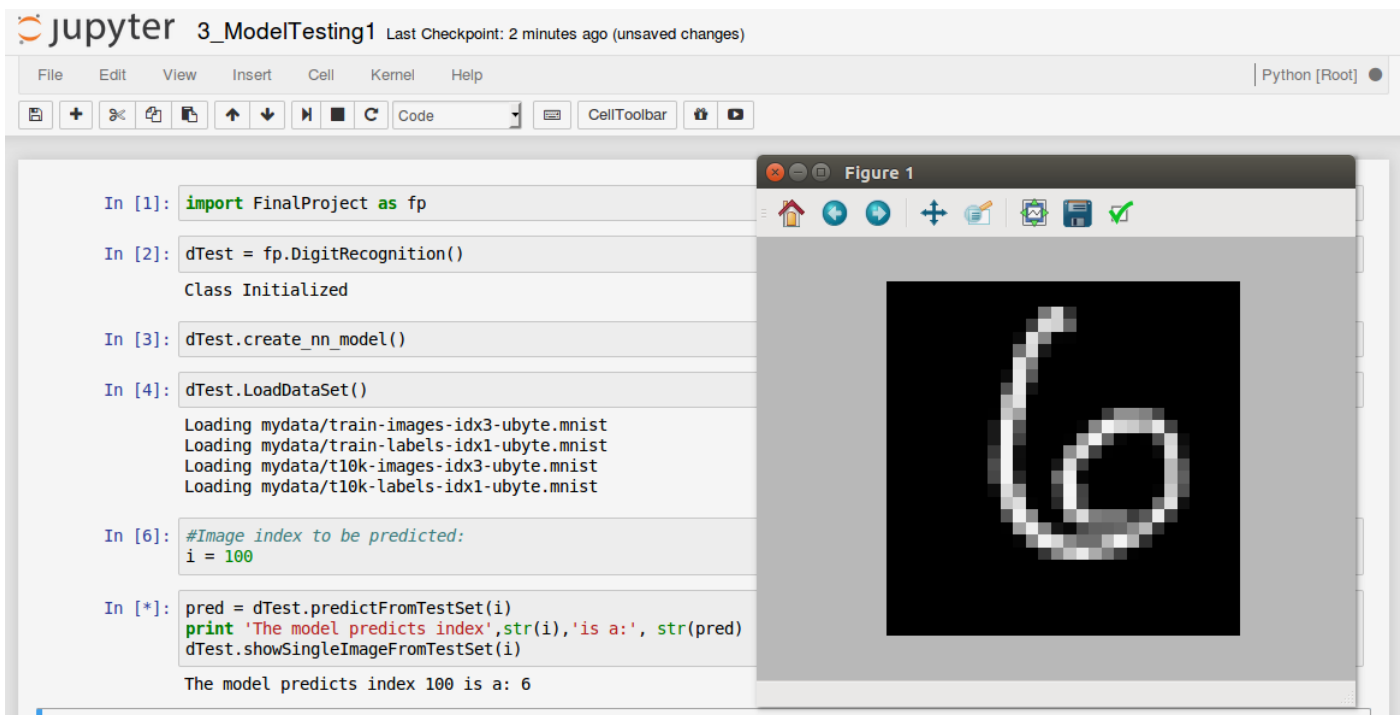 jupyter 3_ModelTesting1 Last Checkpoint: 2 minutes ago (unsaved changes)
File Edit View Insert Cell Kernel Help Python [Root]
Code CellToolbar
Figure 1
In [1]: import FinalProject as fp
In [2]: dTest = fp.DigitRecognition()
Class Initialized
In [3]: dTest.create_nn_model()
In [4]: dTest.LoadDataSet()
Loading mydata/train-images-idx3-ubyte.mnist
Loading mydata/train-labels-idx1-ubyte.mnist
Loading mydata/t10k-images-idx3-ubyte.mnist
Loading mydata/t10k-labels-idx1-ubyte.mnist
In [6]: #Image index to be predicted:
i = 100
In [*]: pred = dTest.predictFromTestSet(i)
print 'The model predicts index',str(i),'is a:', str(pred)
dTest.showSingleImageFromTestSet(i)
The model predicts index 100 is a: 6
6